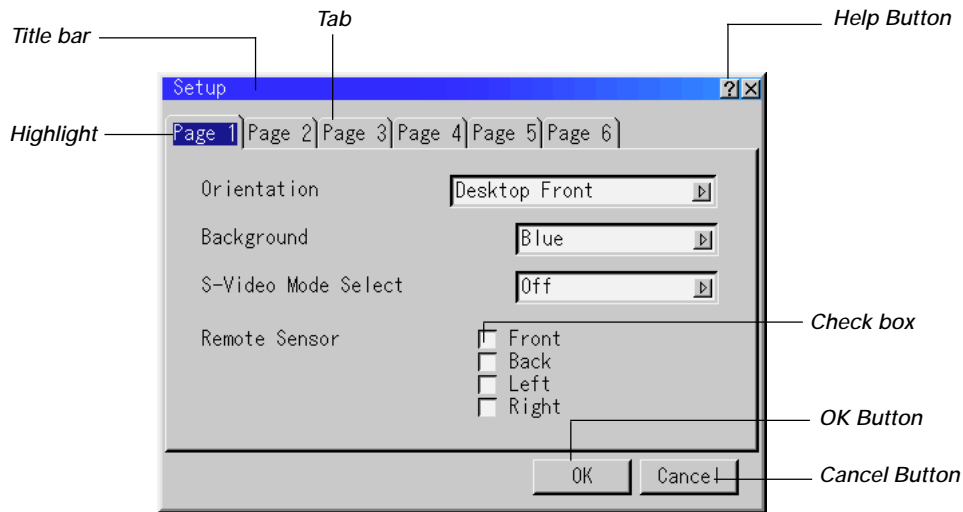 Tab
Help Button
Title bar
Setup ? ×
Highlight
Page 1 Page 2 Page 3 Page 4 Page 5 Page 6
Orientation Desktop Front
Background Blue
S-Video Mode Select Off
Check box
Remote Sensor Front
Back
Left
Right
OK Button
OK Cancel
Cancel Button